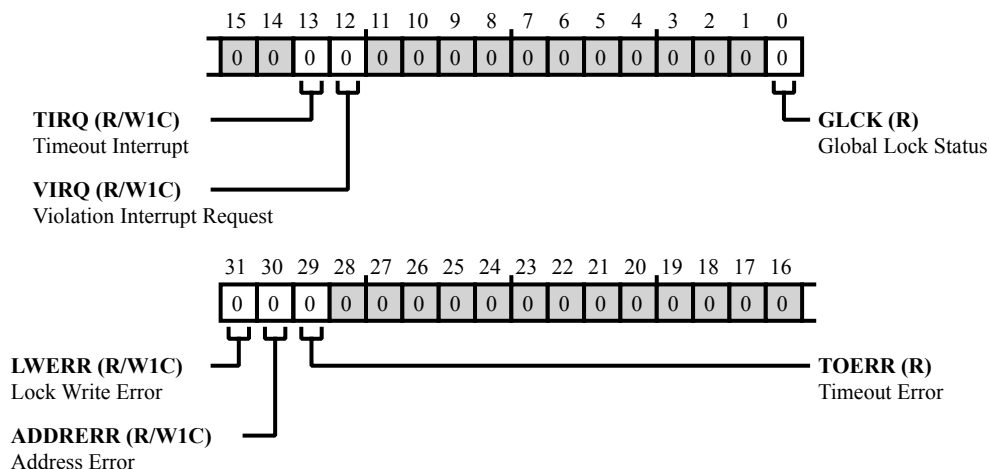 15 14 13 12 11 10 9 8 7 6 5 4 3 2 1 0
0 0 0 0 0 0 0 0 0 0 0 0 0 0 0 0
TIRQ (R/W1C)
Timeout Interrupt
GLCK (R)
Global Lock Status
VIRQ (R/W1C)
Violation Interrupt Request
31 30 29 28 27 26 25 24 23 22 21 20 19 18 17 16
0 0 0 0 0 0 0 0 0 0 0 0 0 0 0 0
LWERR (R/W1C)
Lock Write Error
TOERR (R)
Timeout Error
ADDRERR (R/W1C)
Address Error